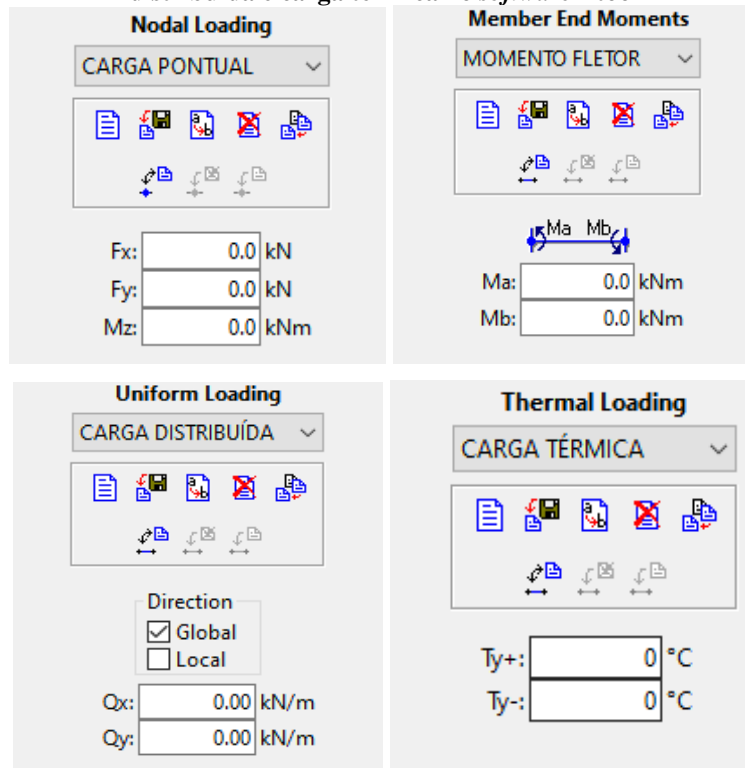 Nodal Loading
CARGA PONTUAL
Fx: 0.0 kN
Fy: 0.0 kN
Mz: 0.0 kNm
Member End Moments
MOMENTO FLETOR
Ma Mb
Ma: 0.0 kNm
Mb: 0.0 kNm
Uniform Loading
CARGA DISTRIBUÍDA
Direction
Global
Local
Qx: 0.00 kN/m
Qy: 0.00 kN/m
Thermal Loading
CARGA TÉRMICA
Ty+: 0 °C
Ty-: 0 °C